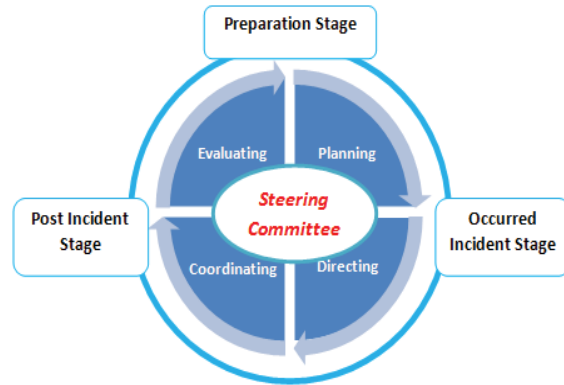 Preparation Stage
Evaluating
Planning
Steering
Committee
Post Incident
Stage
Occurred
Incident Stage
Coordinating
Directing